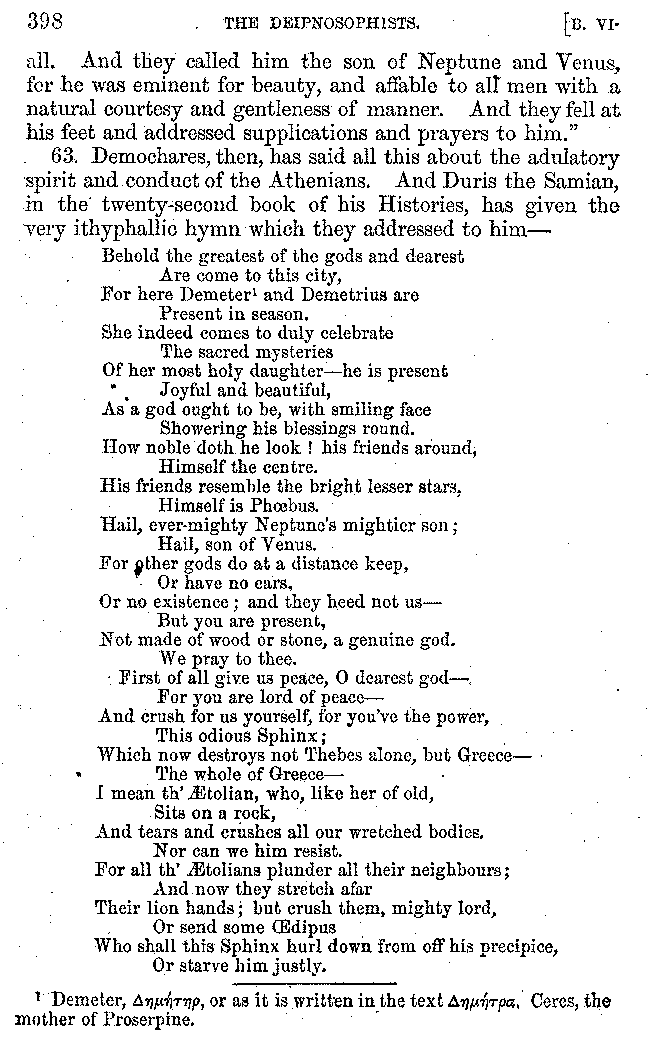 398 THE DEIPNOSOPHISTS. [B. VI.
all. And they called him the son of Neptune and Venus,
for he was eminent for beauty, and affable to all men with a
natural courtesy and gentleness of manner. And they fell at
his feet and addressed supplications and prayers to him.”
63. Demochares, then, has said all this about the adulatory
spirit and conduct of the Athenians. And Duris the Samian,
in the twenty-second book of his Histories, has given the
very ithyphallic hymn which they addressed to him—
Behold the greatest of the gods and dearest
Are come to this city,
For here Demeter¹ and Demetrius are
Present in season.
She indeed comes to duly celebrate
The sacred mysteries
Of her most holy daughter—he is present
Joyful and beautiful,
As a god ought to be, with smiling face
Showering his blessings round.
How noble doth he look! his friends around,
Himself the centre.
His friends resemble the bright lesser stars,
Himself is Phœbus.
Hail, ever-mighty Neptune's mightier son;
Hail, son of Venus.
For other gods do at a distance keep,
Or have no ears,
Or no existence; and they heed not us—
But you are present,
Not made of wood or stone, a genuine god.
We pray to thee.
First of all give us peace, O dearest god—
For you are lord of peace—
And crush for us yourself, for you've the power,
This odious Sphinx;
Which now destroys not Thebes alone, but Greece—
The whole of Greece—
I mean th' Ætolian, who, like her of old,
Sits on a rock,
And tears and crushes all our wretched bodies.
Nor can we him resist.
For all th' Ætolians plunder all their neighbours;
And now they stretch afar
Their lion hands; but crush them, mighty lord,
Or send some Œdipus
Who shall this Sphinx hurl down from off his precipice,
Or starve him justly.
¹ Demeter, Δημήτηρ, or as it is written in the text Δημήτρα, Ceres, the
mother of Proserpine.